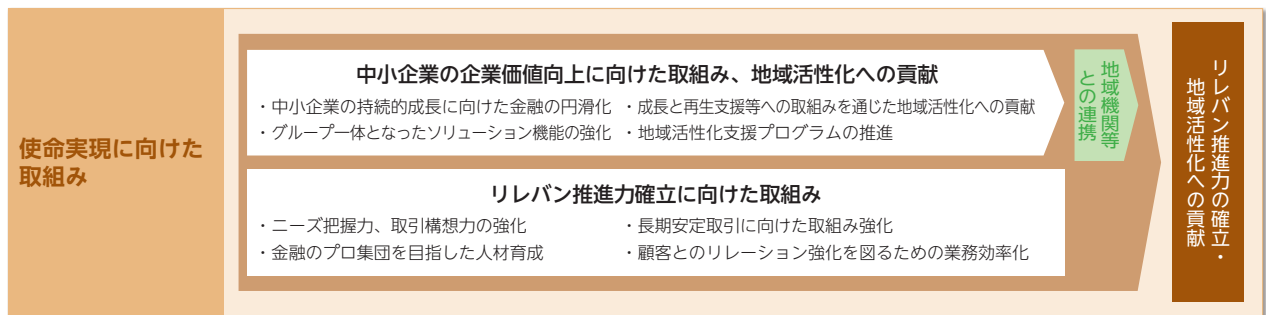 使命実現に向けた
取組み
中小企業の企業価値向上に向けた取組み、地域活性化への貢献
・中小企業の持続的成長に向けた金融の円滑化
・成長と再生支援等への取組みを通じた地域活性化への貢献
・グループ一体となったソリューション機能の強化
・地域活性化支援プログラムの推進
地域機関等
との連携
リレバン推進力確立に向けた取組み
・ニーズ把握力、取引構想力の強化
・長期安定取引に向けた取組み強化
・金融のプロ集団を目指した人材育成
・顧客とのリレーション強化を図るための業務効率化
リレバン推進力の確立・
地域活性化への貢献